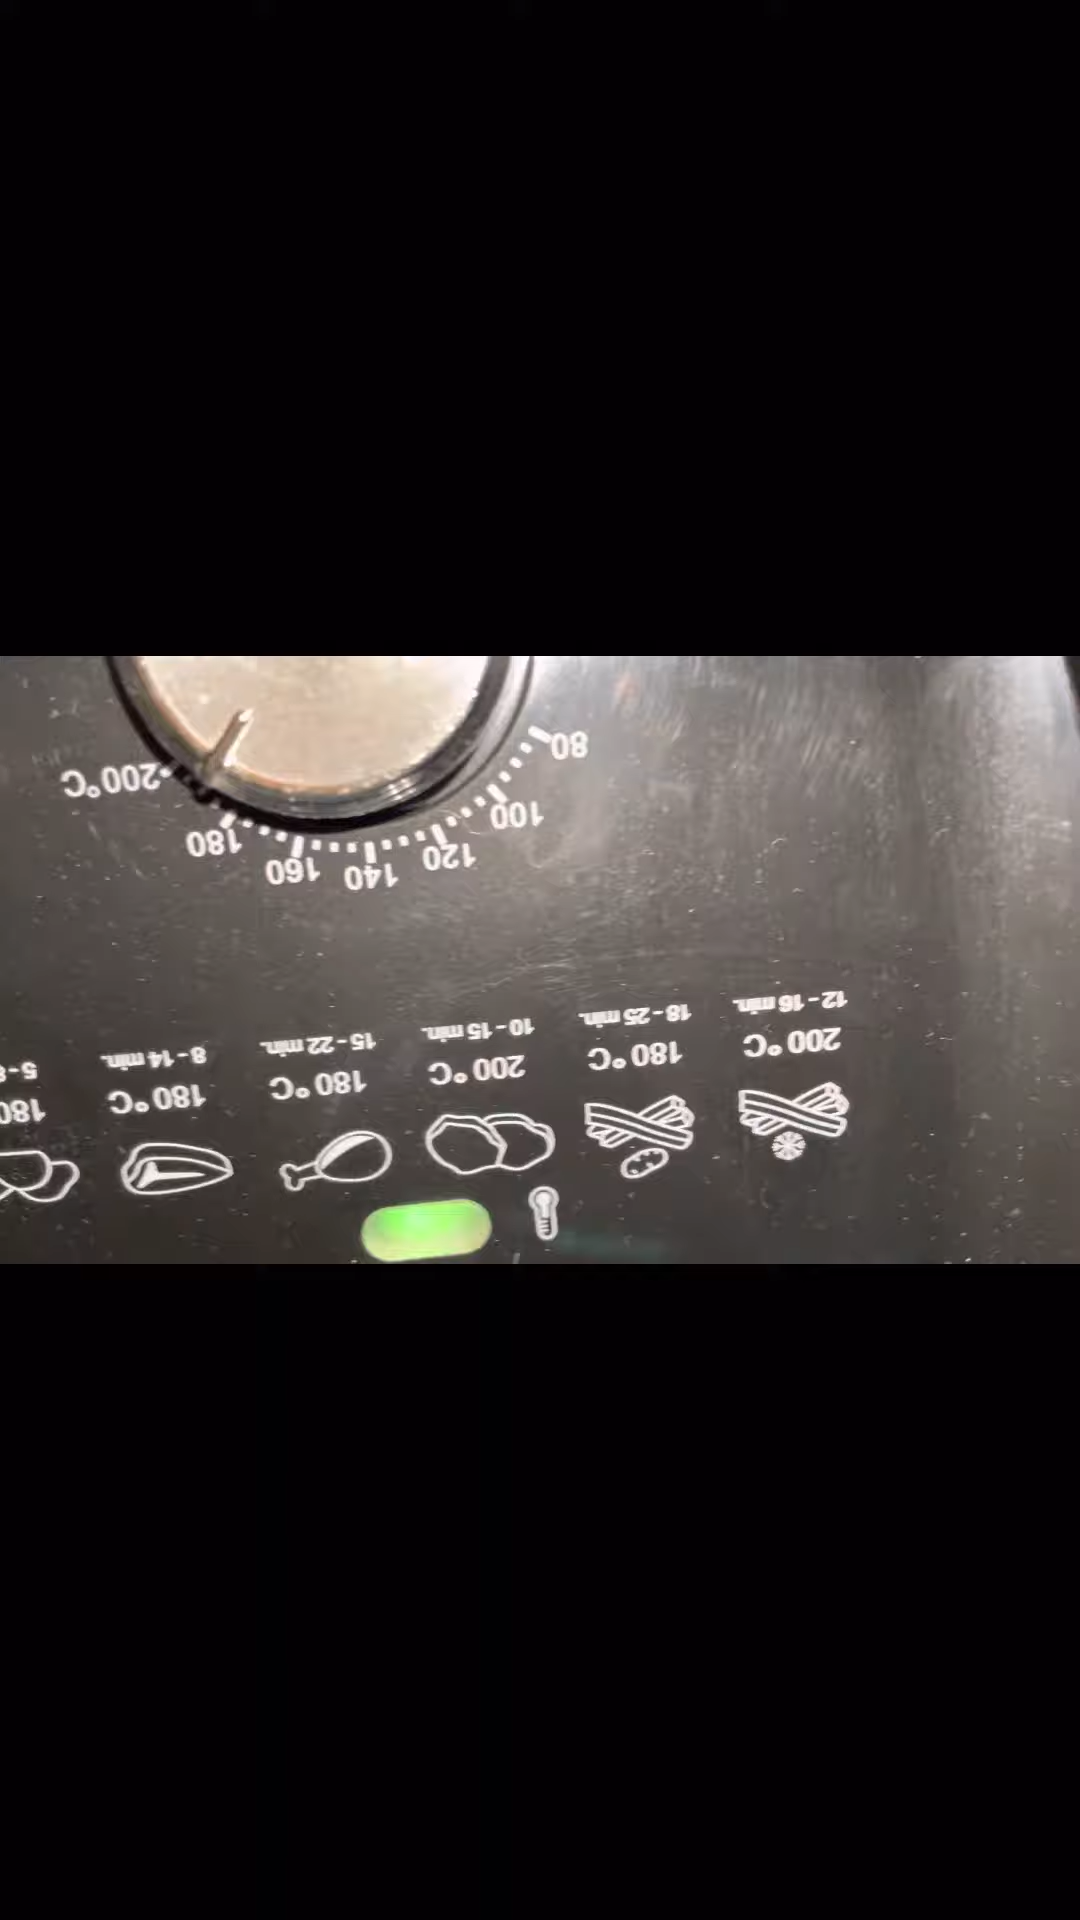 200 °C
12 - 16 min.
180 °C
18 - 25 min.
200 °C
10 - 15 min.
180 °C
15 - 22 min.
180 °C
8 - 14 min.
180
80
100
120
140
160
180
200°C